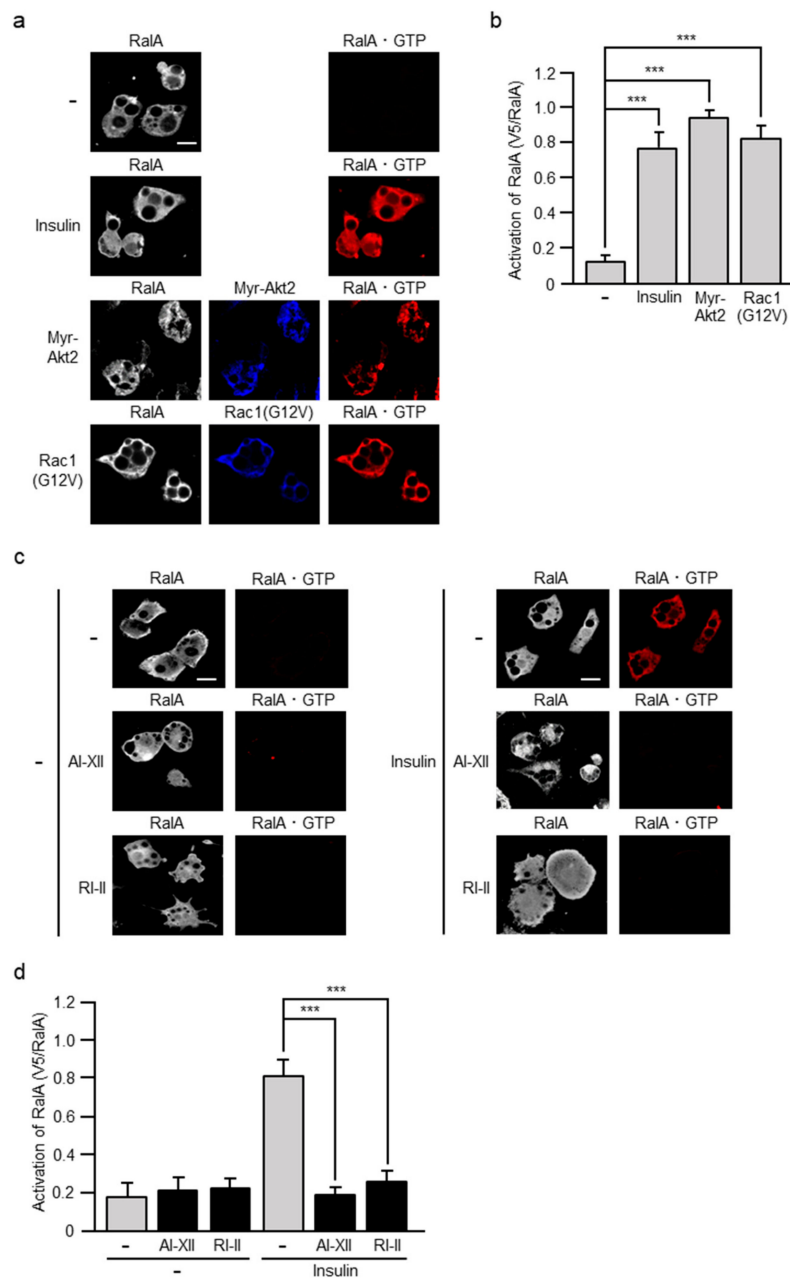 a
RalA RalA · GTP
-
RalA RalA · GTP
Insulin
RalA Myr-Akt2 RalA · GTP
Myr-
Akt2
RalA Rac1(G12V) RalA · GTP
Rac1
(G12V)
b
***
***
***
Activation of RalA (V5/RalA)
1.2
1.0
0.8
0.6
0.4
0.2
0
- Insulin Myr- Rac1
Akt2 (G12V)
c
RalA RalA · GTP RalA RalA · GTP
- -
RalA RalA · GTP RalA RalA · GTP
- AI-XII Insulin AI-XII
RalA RalA · GTP RalA RalA · GTP
RI-II RI-II
d
***
***
Activation of RalA (V5/RalA)
1.2
1.0
0.8
0.6
0.4
0.2
0
- AI-XII RI-II - AI-XII RI-II
- Insulin